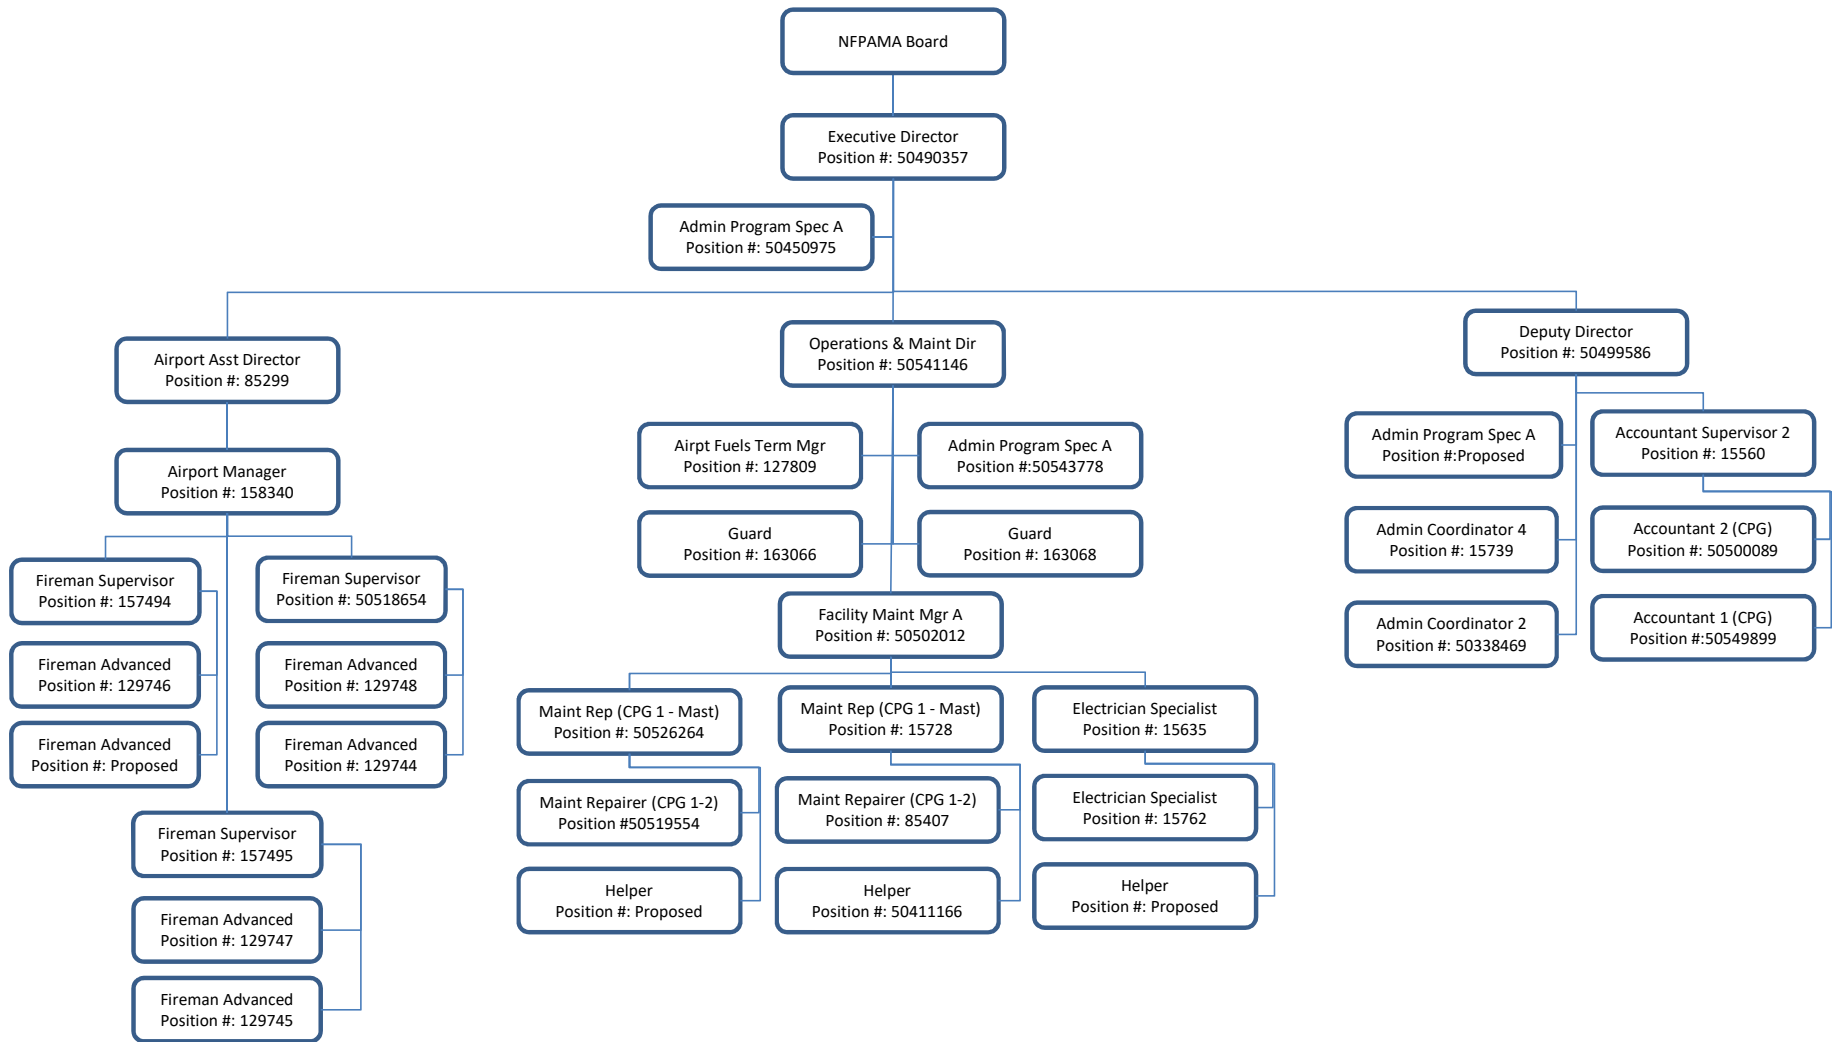 NFPAMA Board
Executive Director
Position #: 50490357
Admin Program Spec A
Position #: 50450975
Airport Asst Director
Position #: 85299
Airport Manager
Position #: 158340
Fireman Supervisor
Position #: 157494
Fireman Advanced
Position #: 129746
Fireman Advanced
Position #: Proposed
Fireman Supervisor
Position #: 50518654
Fireman Advanced
Position #: 129748
Fireman Advanced
Position #: 129744
Fireman Supervisor
Position #: 157495
Fireman Advanced
Position #: 129747
Fireman Advanced
Position #: 129745
Operations & Maint Dir
Position #: 50541146
Airpt Fuels Term Mgr
Position #: 127809
Admin Program Spec A
Position #:50543778
Guard
Position #: 163066
Guard
Position #: 163068
Facility Maint Mgr A
Position #: 50502012
Maint Rep (CPG 1 - Mast)
Position #: 50526264
Maint Repairer (CPG 1-2)
Position #50519554
Helper
Position #: Proposed
Maint Rep (CPG 1 - Mast)
Position #: 15728
Maint Repairer (CPG 1-2)
Position #: 85407
Helper
Position #: 50411166
Electrician Specialist
Position #: 15635
Electrician Specialist
Position #: 15762
Helper
Position #: Proposed
Deputy Director
Position #: 50499586
Admin Program Spec A
Position #:Proposed
Admin Coordinator 4
Position #: 15739
Admin Coordinator 2
Position #: 50338469
Accountant Supervisor 2
Position #: 15560
Accountant 2 (CPG)
Position #: 50500089
Accountant 1 (CPG)
Position #:50549899